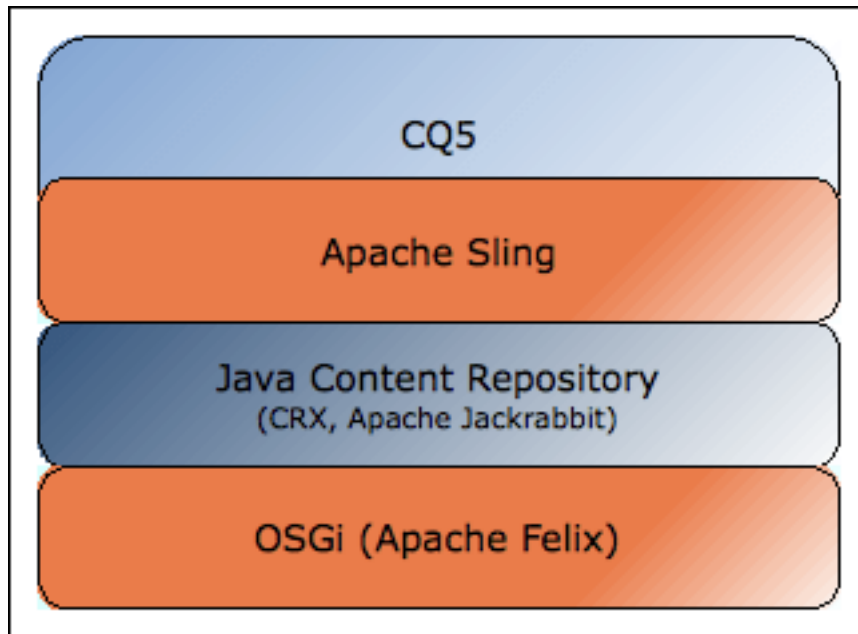 CQ5
Apache Sling
Java Content Repository
(CRX, Apache Jackrabbit)
OSGi (Apache Felix)